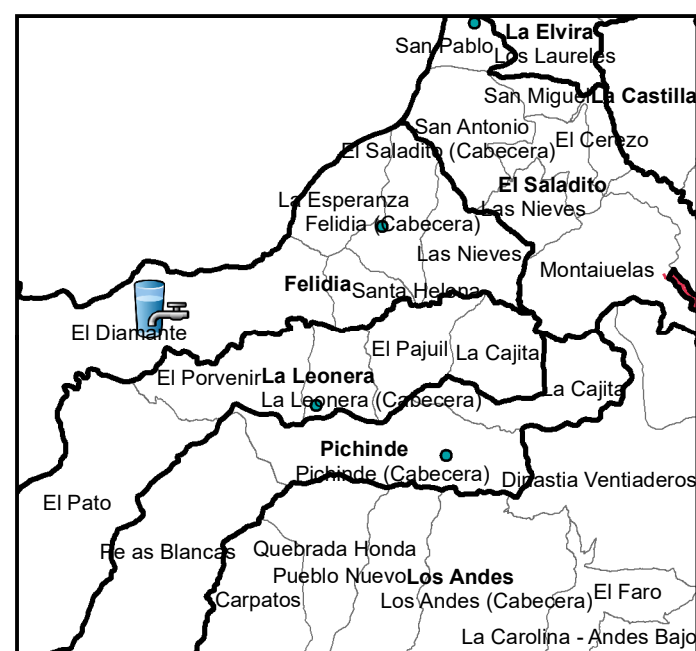 La Elvira
San Pablo
Los Laureles
San Miguel
La Castilla
San Antonio
El Cerezo
El Saladito (Cabecera)
El Saladito
La Esperanza
Las Nieves
Felidia (Cabecera)
Las Nieves
Montaiuelas
Felidia
Santa Helena
El Diamante
El Pajuil
La Cajita
El Porvenir
La Leonera
La Cajita
La Leonera (Cabecera)
Pichinde
Pichinde (Cabecera)
Dinastia Ventiaderos
El Pato
Pe as Blancas
Quebrada Honda
Pueblo Nuevo
Los Andes
Carpatos
Los Andes (Cabecera)
El Faro
La Carolina - Andes Bajo